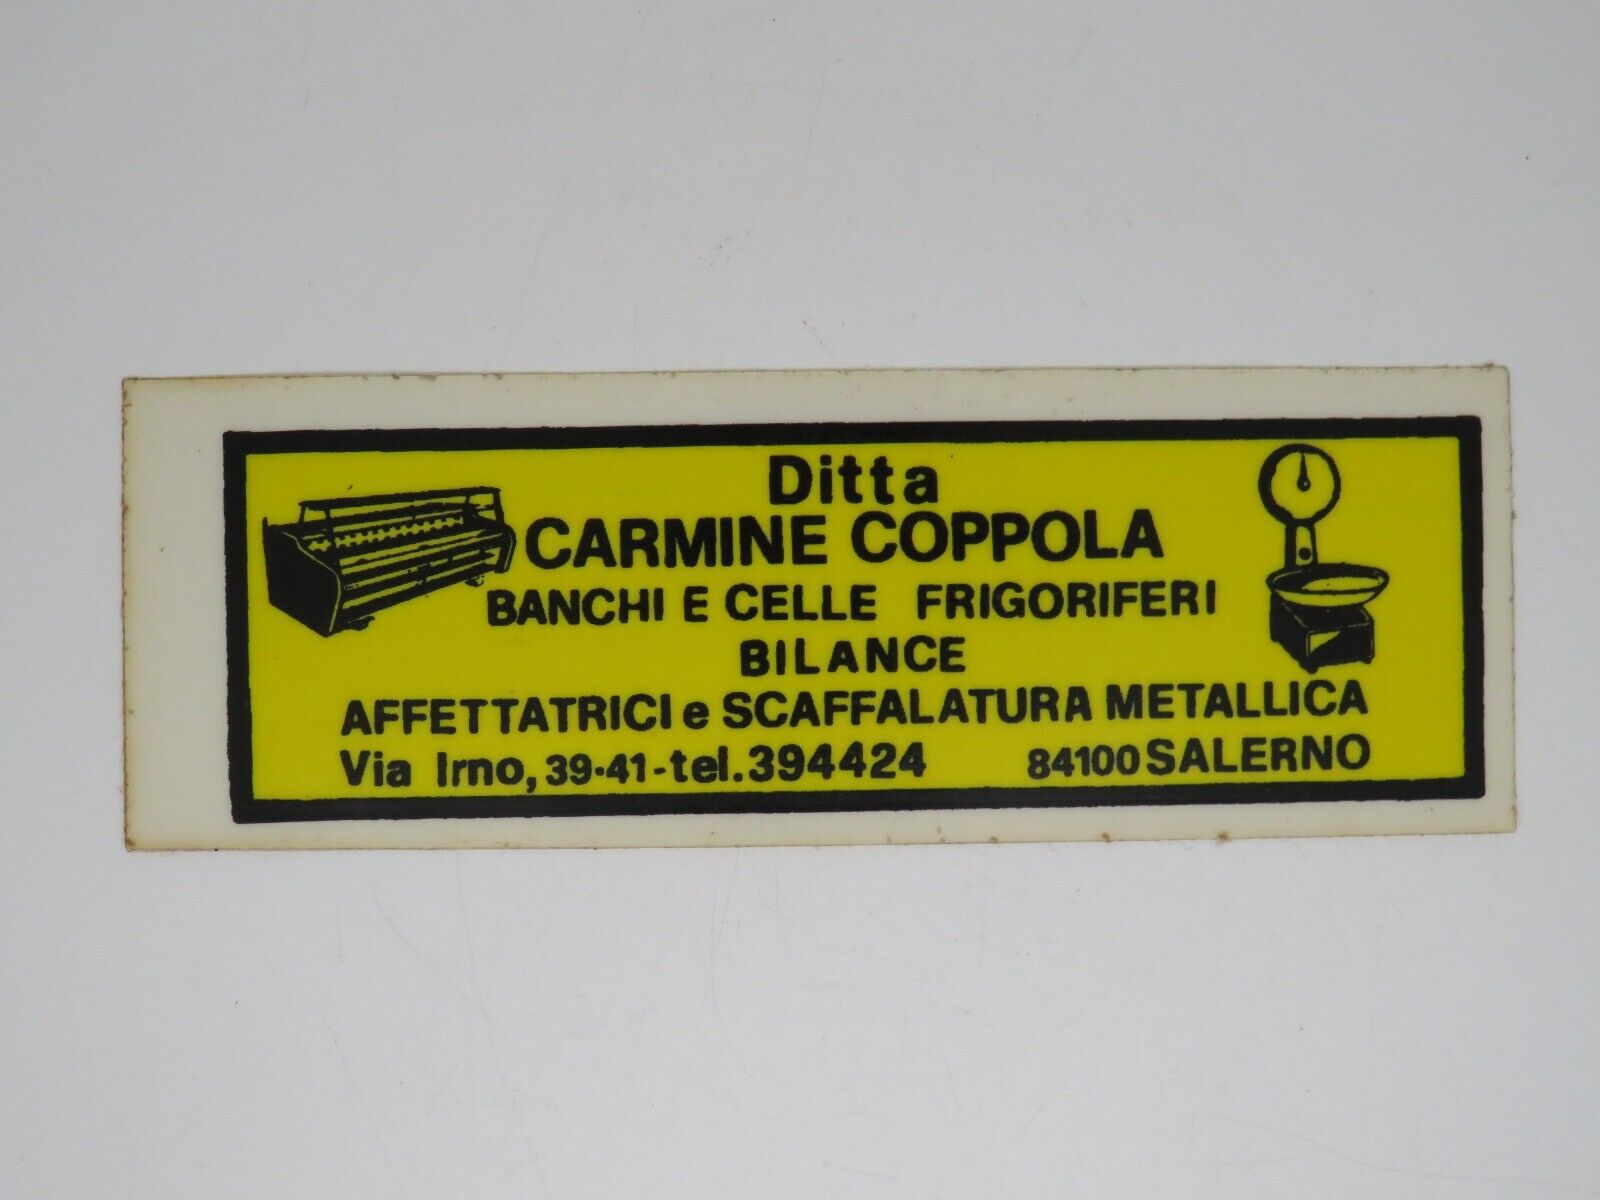 Ditta
CARMINE COPPOLA
BANCHI E CELLE FRIGORIFERI
BILANCE
AFFETTATRICI e SCAFFALATURA METALLICA
Via Irno, 39·41-tel.394424 84100 SALERNO